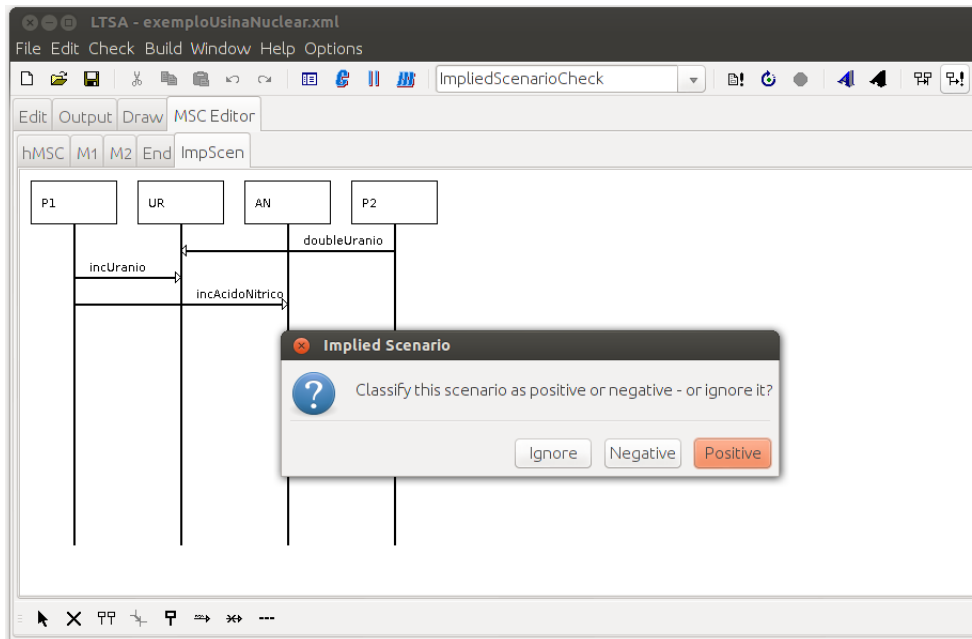 LTSA - exemploUsinaNuclear.xml
File Edit Check Build Window Help Options
ImpliedScenarioCheck
Edit Output Draw MSC Editor
hMSC M1 M2 End ImpScen
P1 UR AN P2
doubleUranio
incUranio
incAcidoNitrico
Implied Scenario
Classify this scenario as positive or negative - or ignore it?
Ignore Negative Positive